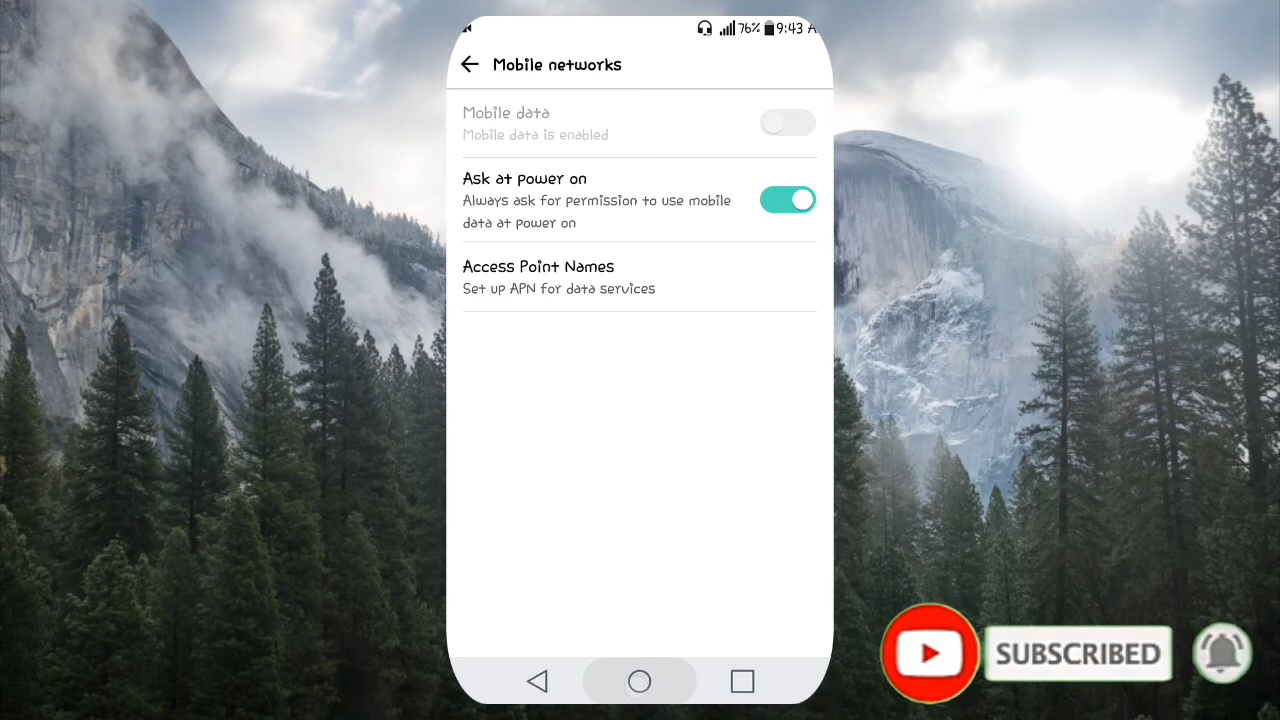 76% 9:43 A
Mobile networks
Mobile data
Mobile data is enabled
Ask at power on
Always ask for permission to use mobile
data at power on
Access Point Names
Set up APN for data services
SUBSCRIBED